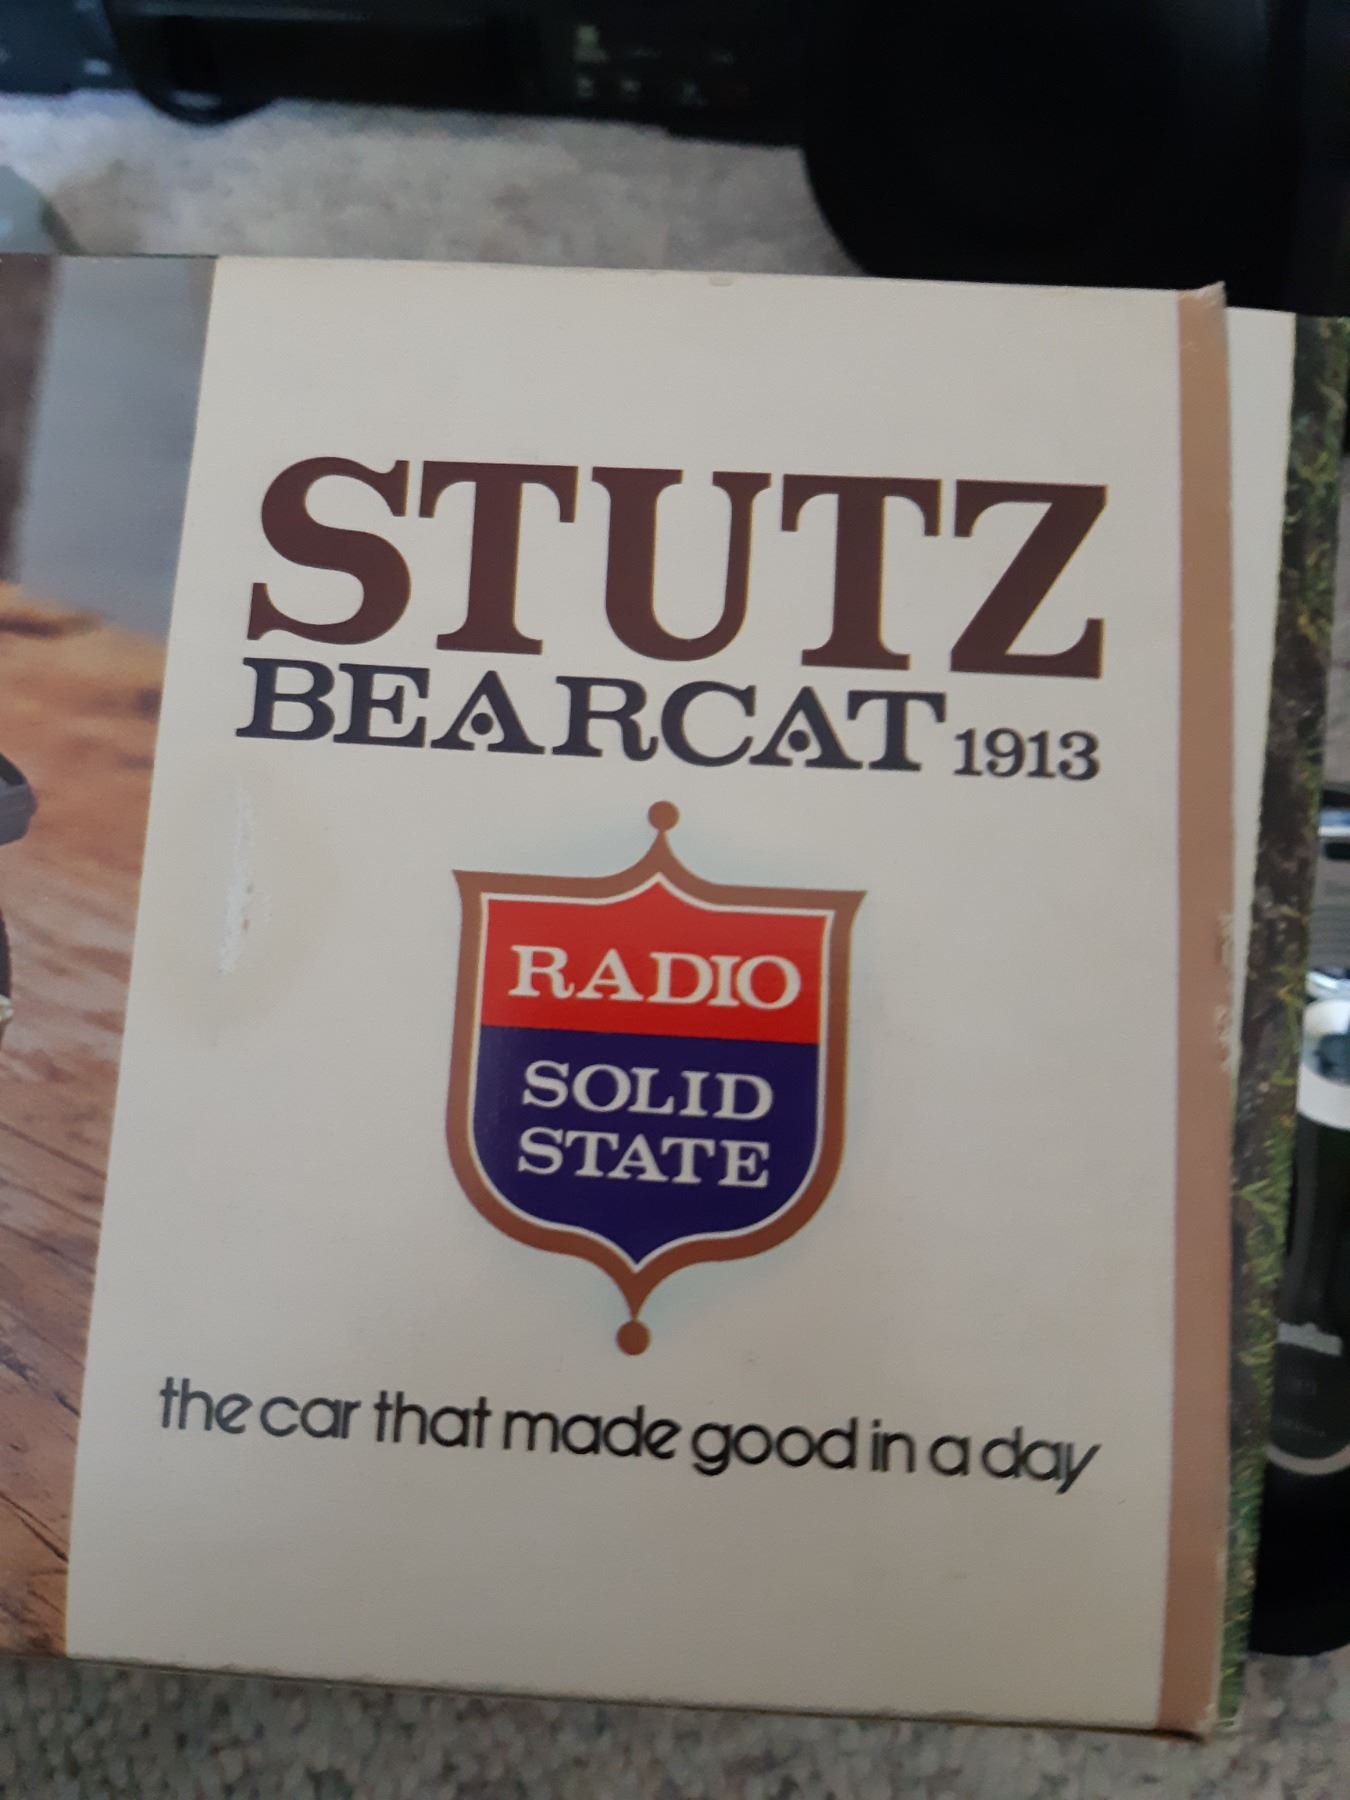 STUTZ
BEARCAT 1913
RADIO
SOLID
STATE
the car that made good in a day